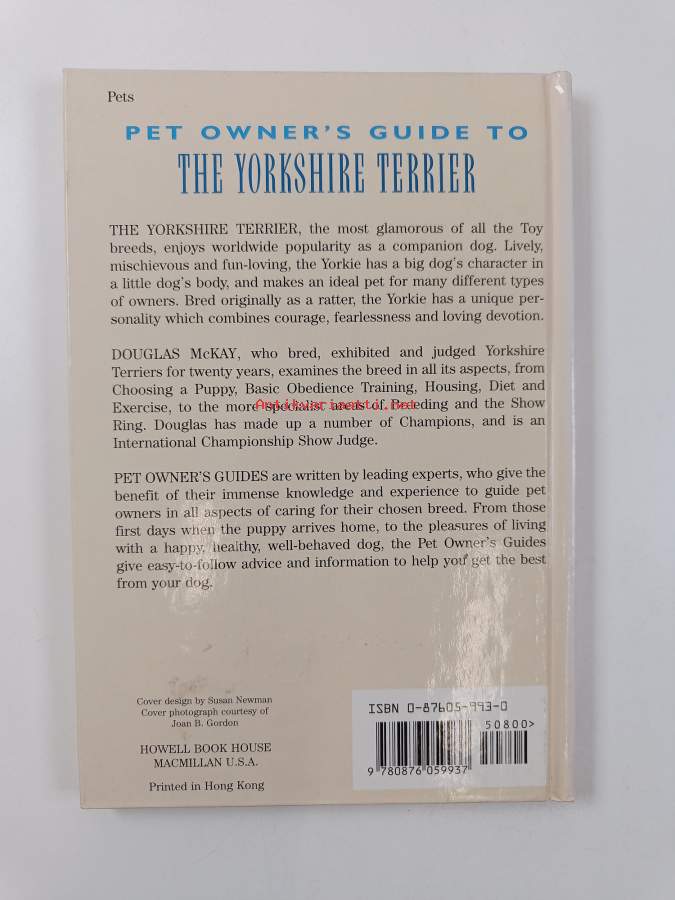 Pets
PET OWNER'S GUIDE TO
THE YORKSHIRE TERRIER
THE YORKSHIRE TERRIER, the most glamorous of all the Toy
breeds, enjoys worldwide popularity as a companion dog. Lively,
mischievous and fun-loving, the Yorkie has a big dog's character in
a little dog's body, and makes an ideal pet for many different types
of owners. Bred originally as a ratter, the Yorkie has a unique per-
sonality which combines courage, fearlessness and loving devotion.
DOUGLAS McKAY, who bred, exhibited and judged Yorkshire
Terriers for twenty years, examines the breed in all its aspects, from
Choosing a Puppy, Basic Obedience Training, Housing, Diet and
Exercise, to the more specialist areas of Breeding and the Show
Antikvariaatti.net
Ring. Douglas has made up a number of Champions, and is an
International Championship Show Judge.
PET OWNER'S GUIDES are written by leading experts, who give the
benefit of their immense knowledge and experience to guide pet
owners in all aspects of caring for their chosen breed. From those
first days when the puppy arrives home, to the pleasures of living
with a happy, healthy, well-behaved dog, the Pet Owner's Guides
give easy-to-follow advice and information to help you get the best
from your dog.
Cover design by Susan Newman
Cover photograph courtesy of
Joan B. Gordon
HOWELL BOOK HOUSE
MACMILLAN U.S.A.
Printed in Hong Kong
ISBN 0-87605-993-0
50800>
9 780876 059937